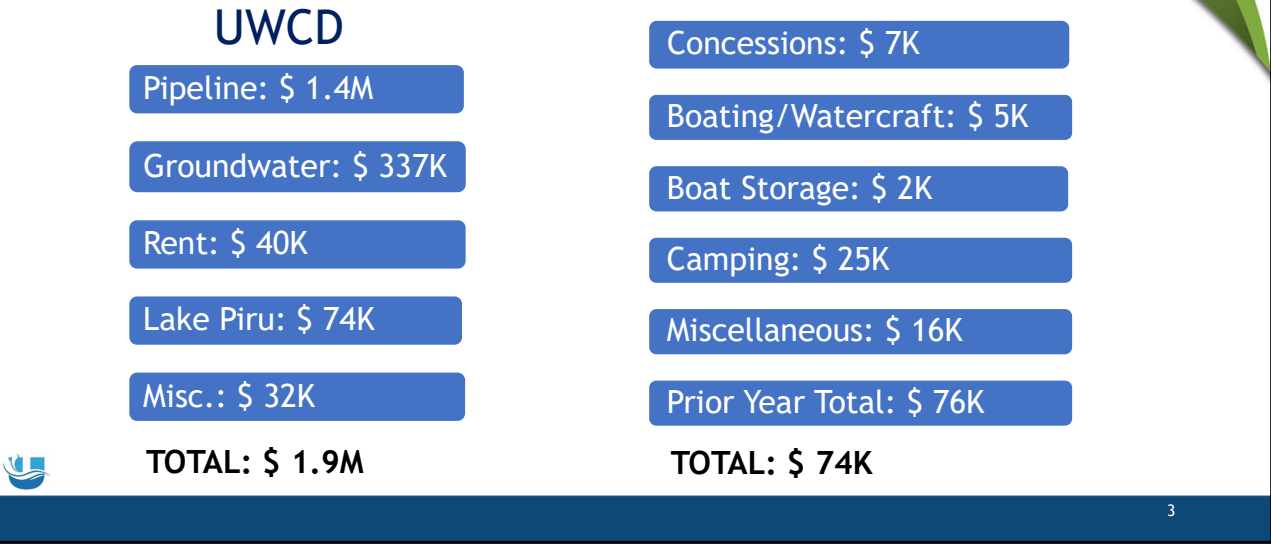 UWCD
Pipeline: $ 1.4M
Groundwater: $ 337K
Rent: $ 40K
Lake Piru: $ 74K
Misc.: $ 32K
TOTAL: $ 1.9M
Concessions: $ 7K
Boating/Watercraft: $ 5K
Boat Storage: $ 2K
Camping: $ 25K
Miscellaneous: $ 16K
Prior Year Total: $ 76K
TOTAL: $ 74K
3